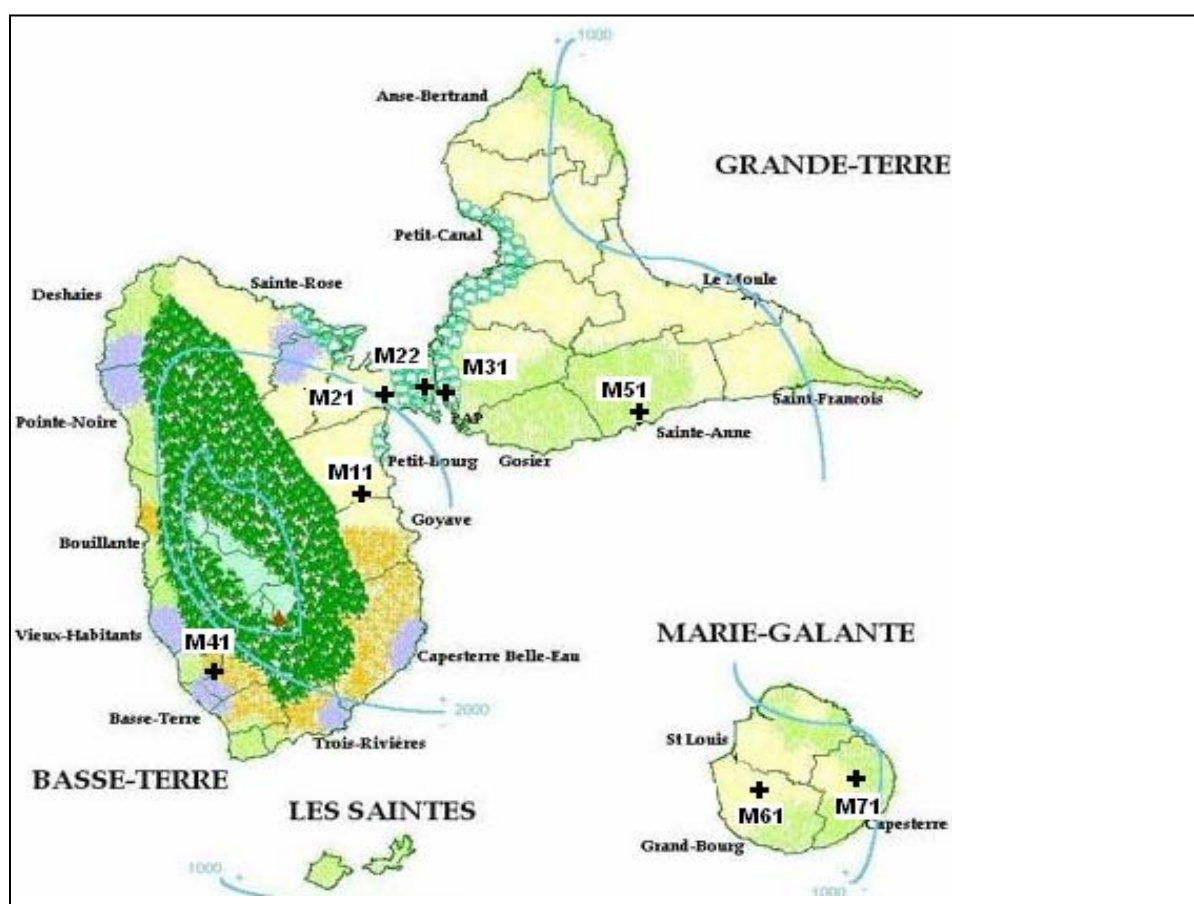 1000
+
-
Anse-Bertrand
GRANDE-TERRE
Petit-Canal
Sainte-Rose
Le Moule
Deshaies
M22
M31
M21
M51
Saint-Francois
Pointe-Noire
PAP
Sainte-Anne
Petit-Bourg
Gosier
M11
Goyave
Bouillante
Vieux-Habitants
M41
MARIE-GALANTE
Capesterre Belle-Eau
+
2000
-
Basse-Terre
Trois-Rivières
St Louis
BASSE-TERRE
M61
M71
LES SAINTES
Capesterre
Grand-Bourg
1000
+
-
1000
+
-